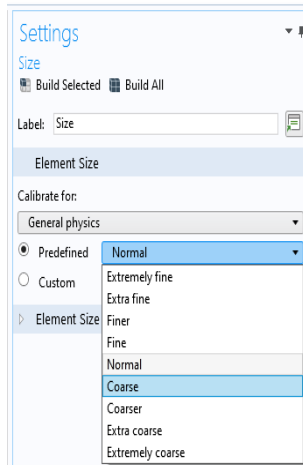 Settings
Size
Build Selected Build All
Label: Size
Element Size
Calibrate for:
General physics
Predefined Normal
Custom
Extremely fine
Extra fine
Finer
Element Size
Fine
Normal
Coarse
Coarser
Extra coarse
Extremely coarse